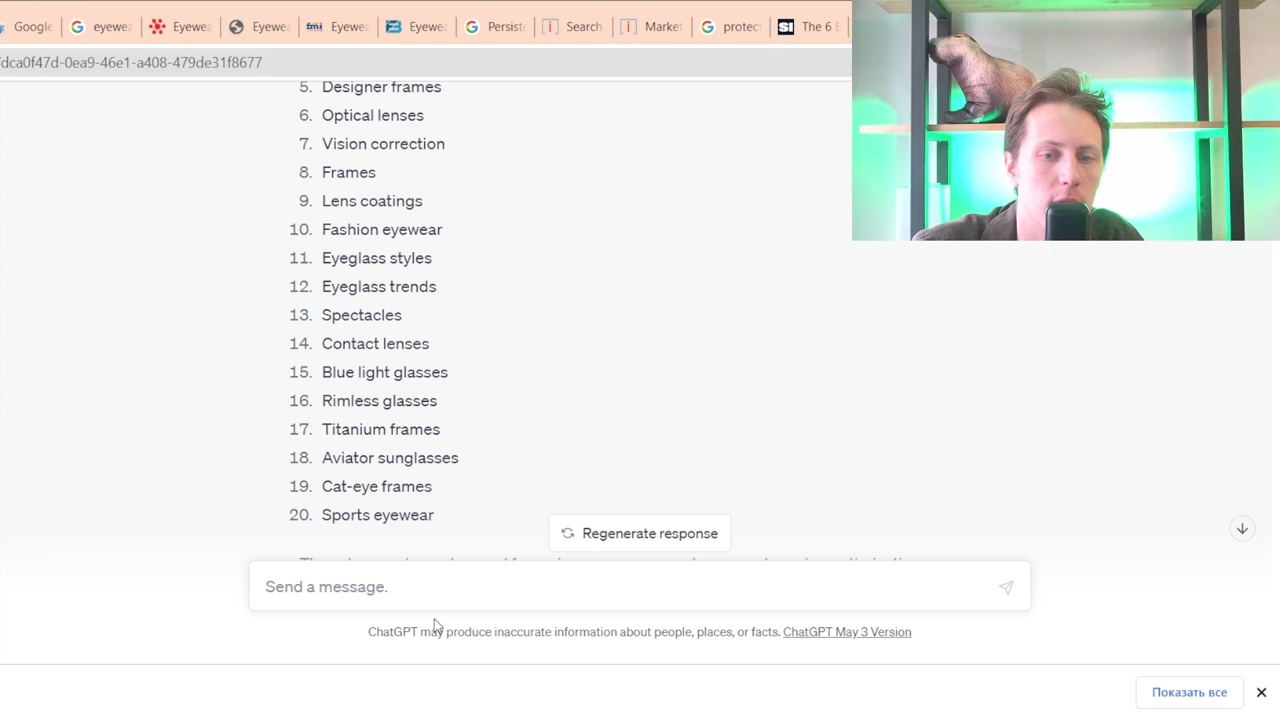 Google
eyewea
Eyewea
Eyewea
fmi Eyewea
Eyewea
Persiste
Search
Market
protect
SI The 6 B
dca0f47d-0ea9-46e1-a408-479de31f8677
5. Designer frames
6. Optical lenses
7. Vision correction
8. Frames
9. Lens coatings
10. Fashion eyewear
11. Eyeglass styles
12. Eyeglass trends
13. Spectacles
14. Contact lenses
15. Blue light glasses
16. Rimless glasses
17. Titanium frames
18. Aviator sunglasses
19. Cat-eye frames
20. Sports eyewear
Regenerate response
Send a message.
ChatGPT may produce inaccurate information about people, places, or facts. ChatGPT May 3 Version
Показать все